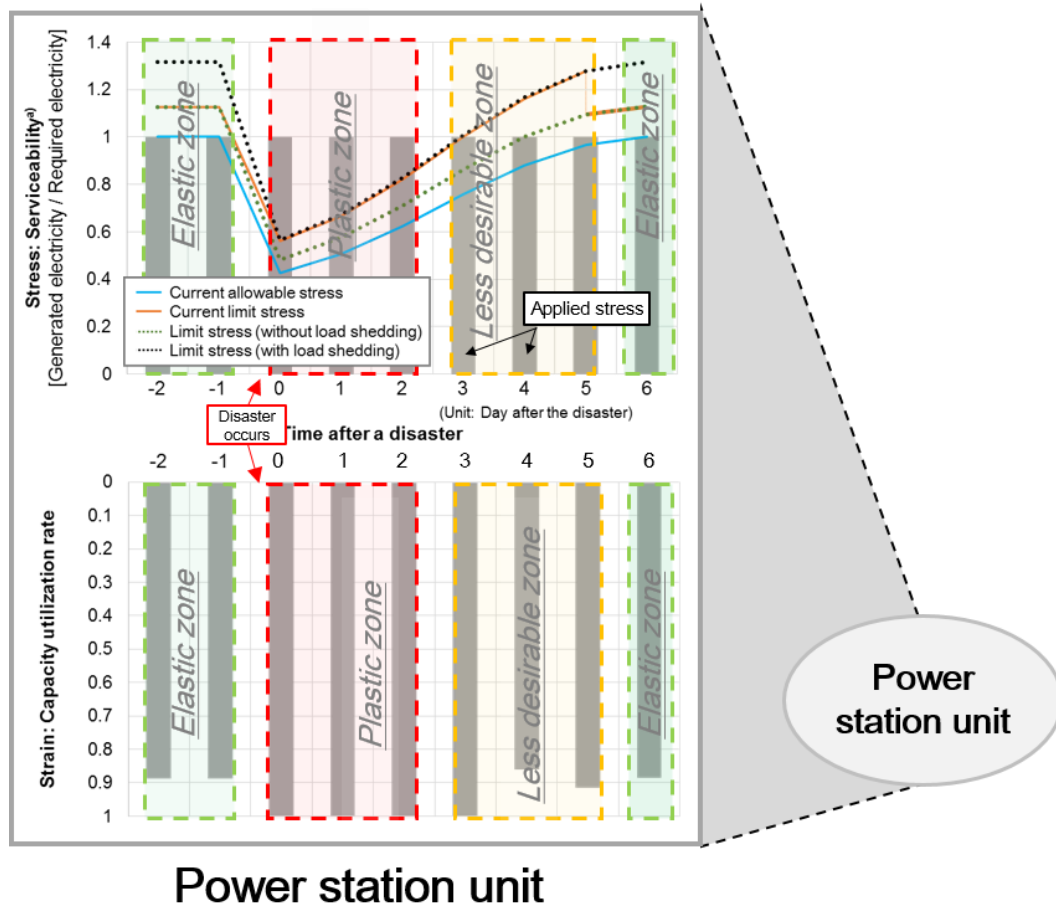 Stress: Serviceabilityᵃ⁾
[Generated electricity / Required electricity]
1.4
1.2
1
0.8
0.6
0.4
0.2
0
Elastic zone
Plastic zone
Less desirable zone
Elastic zone
Current allowable stress
Current limit stress
Limit stress (without load shedding)
Limit stress (with load shedding)
Applied stress
-2 -1 0 1 2 3 4 5 6
(Unit: Day after the disaster)
Disaster
occurs
Time after a disaster
-2 -1 0 1 2 3 4 5 6
Strain: Capacity utilization rate
0
0.1
0.2
0.3
0.4
0.5
0.6
0.7
0.8
0.9
1
Elastic zone
Plastic zone
Less desirable zone
Elastic zone
Power
station unit
Power station unit